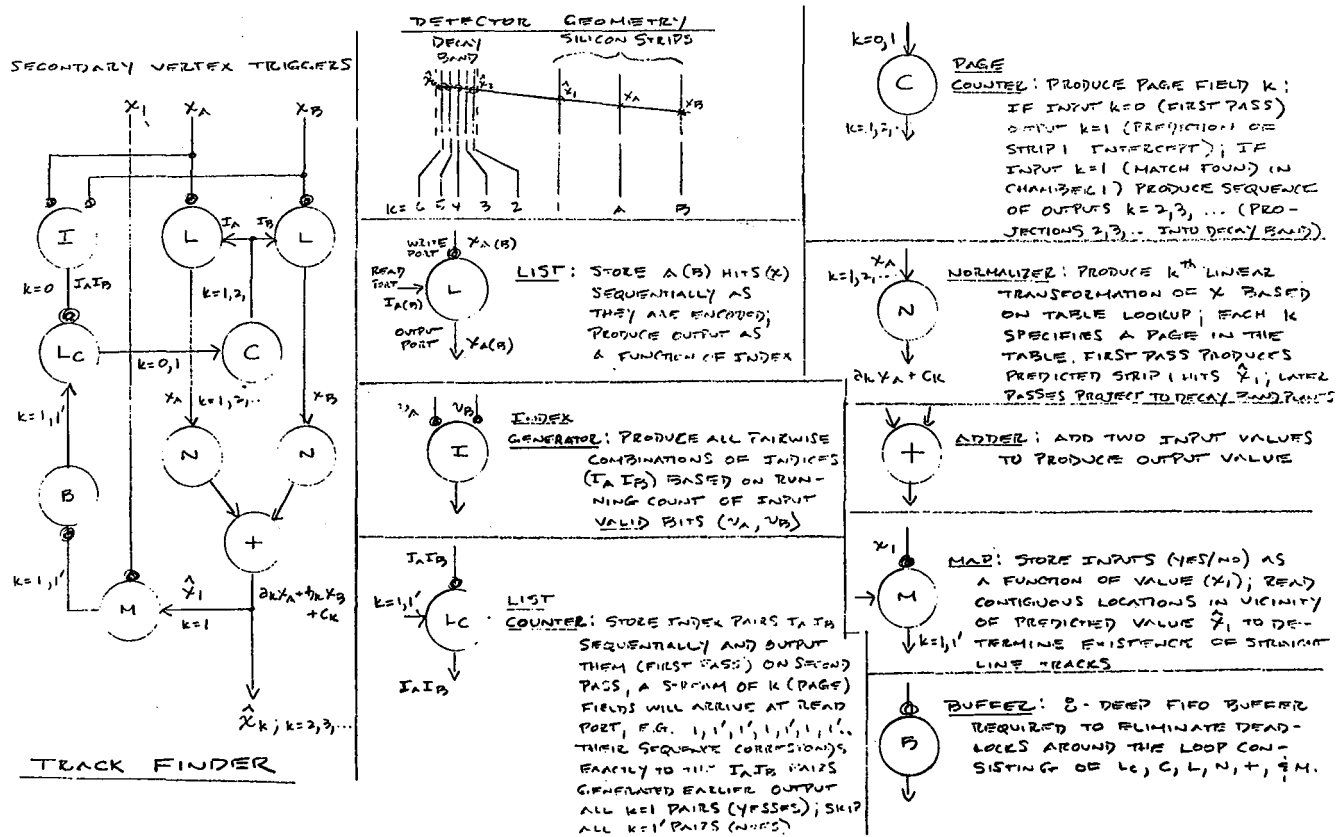 SECONDARY VERTEX TRIGGERS
x₁ xA xB
I L L
IA IB
k=0 IAIB k=1,2,
LC C
k=0,1
k=1,1' xA k=1,2,.. xB
B N N
+
k=1,1'
M x̂₁ akxA+bkxB
k=1 +ck
x̂k; k=2,3,...
TRACK FINDER
DETECTOR GEOMETRY
DECAY SILICON STRIPS
BAND
x̂₁ xA xB
k= 6 5 4 3 2 1 A B
WRITE xA(B)
PORT
READ
PORT
IA(B)
L
OUTPUT
PORT xA(B)
LIST: STORE A(B) HITS(x)
SEQUENTIALLY AS
THEY ARE ENCODED;
PRODUCE OUTPUT AS
A FUNCTION OF INDEX
vA vB
I
INDEX
GENERATOR: PRODUCE ALL PAIRWISE
COMBINATIONS OF INDICES
(IA IB) BASED ON RUN-
NING COUNT OF INPUT
VALID BITS (vA, vB)
IAIB
k=1,1'
LC
IAIB
LIST
COUNTER: STORE INDEX PAIRS IAIB
SEQUENTIALLY AND OUTPUT
THEM (FIRST PASS) ON SECOND
PASS, A STREAM OF K (PAGE)
FIELDS WILL ARRIVE AT READ
PORT, E.G. 1,1',1',1,1',1,1'..
THEIR SEQUENCE CORRESPONDS
EXACTLY TO THE IAIB PAIRS
GENERATED EARLIER OUTPUT
ALL K=1 PAIRS (YESSES); SKIP
ALL K=1' PAIRS (NOES)
k=0,1
C
k=1,2,..
PAGE
COUNTER: PRODUCE PAGE FIELD K:
IF INPUT K=0 (FIRST PASS)
OUTPUT K=1 (PREDICTION OF
STRIP 1 INTERCEPT); IF
INPUT K=1 (MATCH FOUND IN
CHAMBER 1) PRODUCE SEQUENCE
OF OUTPUTS K=2,3,... (PRO-
JECTIONS 2,3,.. INTO DECAY BAND)
xA
k=1,2,...
N
akxA+ck
NORMALIZER: PRODUCE kth LINEAR
TRANSFORMATION OF X BASED
ON TABLE LOOKUP; EACH K
SPECIFIES A PAGE IN THE
TABLE. FIRST PASS PRODUCES
PREDICTED STRIP 1 HITS x̂₁; LATER
PASSES PROJECT TO DECAY BAND PLANES
+
ADDER: ADD TWO INPUT VALUES
TO PRODUCE OUTPUT VALUE
x₁
M
k=1,1'
MAP: STORE INPUTS (YES/NO) AS
A FUNCTION OF VALUE (x₁); READ
CONTIGUOUS LOCATIONS IN VICINITY
OF PREDICTED VALUE x̂₁ TO DE-
TERMINE EXISTENCE OF STRAIGHT
LINE TRACKS
B
BUFFER: DEEP FIFO BUFFER
REQUIRED TO ELIMINATE DEAD-
LOCKS AROUND THE LOOP CON-
SISTING OF LC, C, L, N, +, & M.